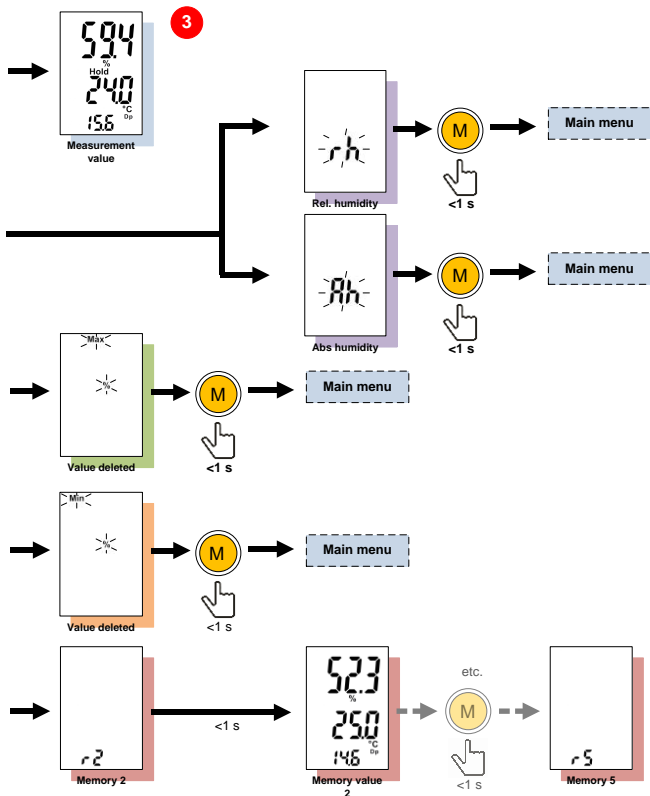 3
59.4
%
Hold
24.0
°C
Dp
15.6
Measurement
value
rh
Rel. humidity
M
<1 s
Main menu
Ah
Abs humidity
M
<1 s
Main menu
Max
%
Value deleted
M
<1 s
Main menu
Min
%
Value deleted
M
<1 s
Main menu
r2
Memory 2
<1 s
52.3
%
25.0
°C
Dp
14.6
Memory value
2
etc.
M
<1 s
r5
Memory 5